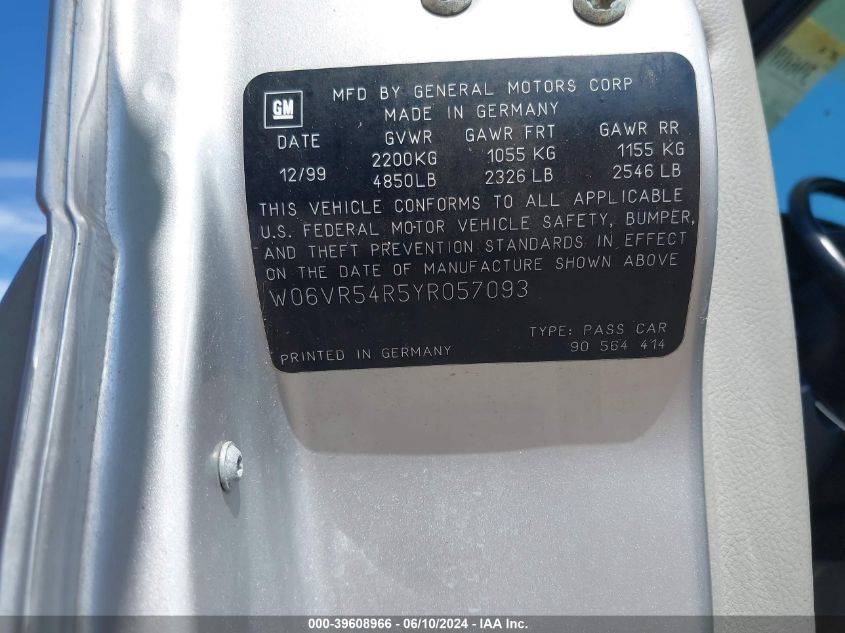 GM
MFD BY GENERAL MOTORS CORP
MADE IN GERMANY
DATE GVWR GAWR FRT GAWR RR
12/99 2200KG 1055 KG 1155 KG
4850LB 2326 LB 2546 LB
THIS VEHICLE CONFORMS TO ALL APPLICABLE
U.S. FEDERAL MOTOR VEHICLE SAFETY, BUMPER,
AND THEFT PREVENTION STANDARDS IN EFFECT
ON THE DATE OF MANUFACTURE SHOWN ABOVE
W06VR54R5YR057093
TYPE: PASS CAR
PRINTED IN GERMANY 90 564 414
000-39608966 - 06/10/2024 - IAA Inc.